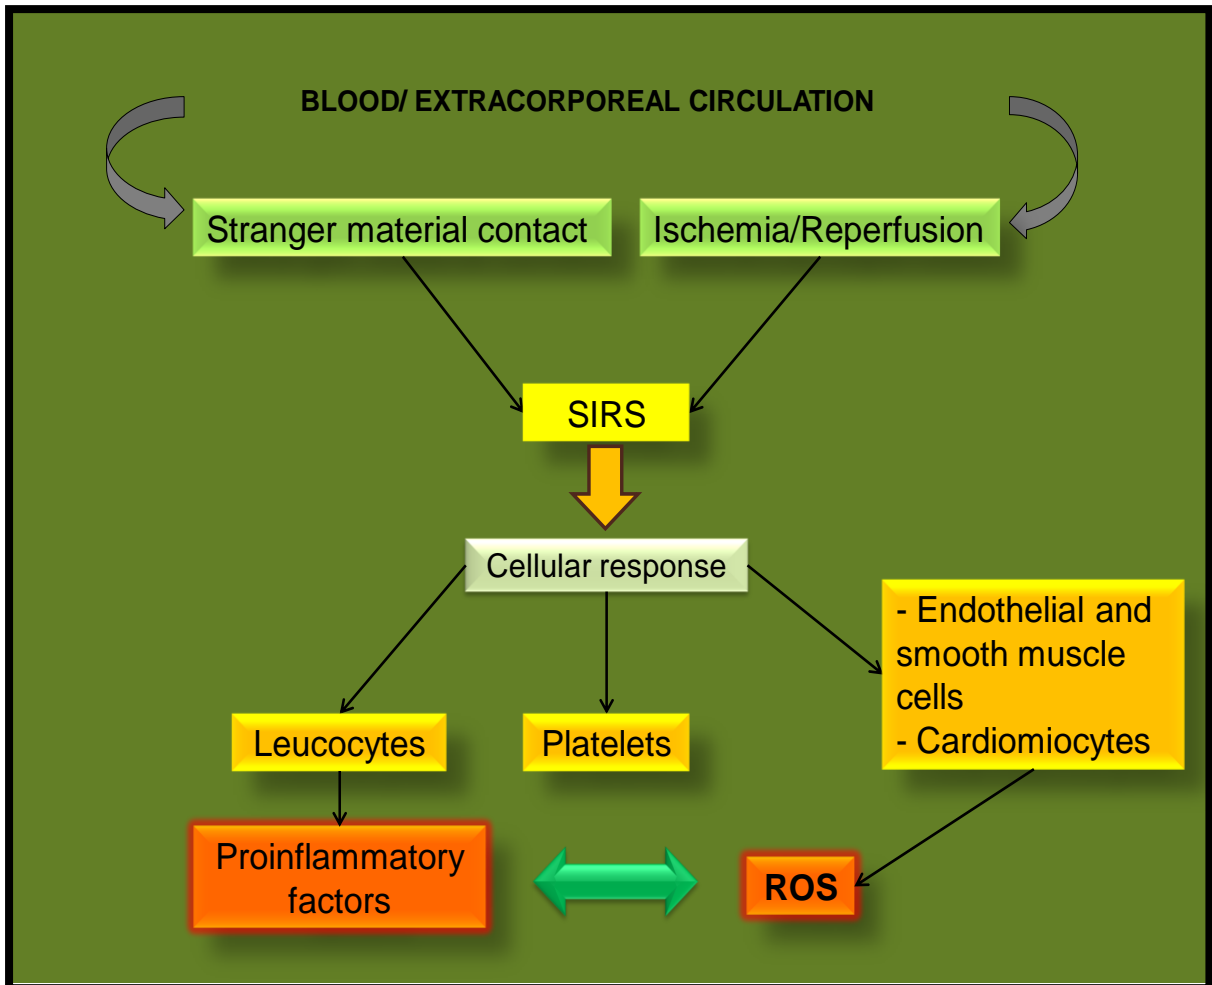 BLOOD/ EXTRACORPOREAL CIRCULATION
Stranger material contact
Ischemia/Reperfusion
SIRS
Cellular response
- Endothelial and
smooth muscle
cells
- Cardiomiocytes
Leucocytes
Platelets
Proinflammatory
factors
ROS